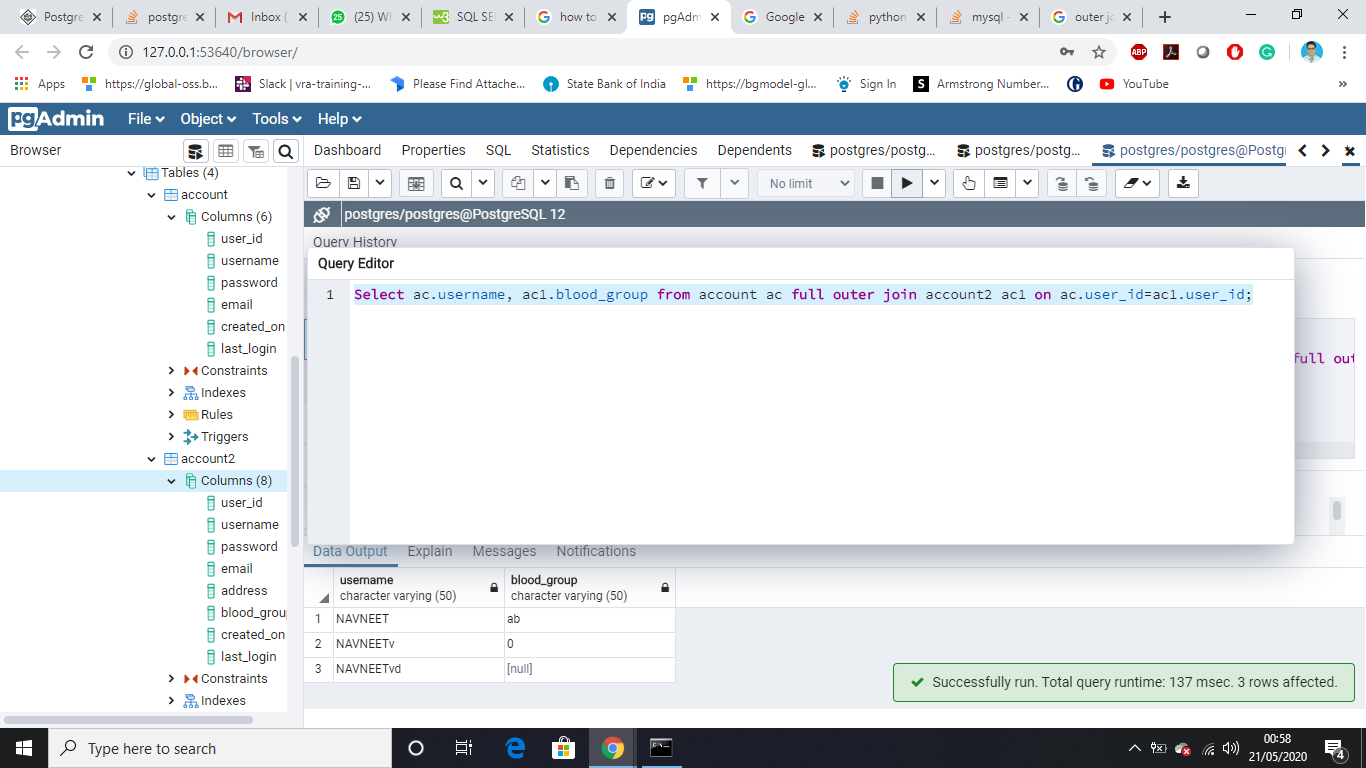 Postgre
postgre
Inbox (
(25) Wh
SQL SEL
how to
pgAdm
Google
python
mysql -
outer jo
127.0.0.1:53640/browser/
ABP
Apps
https://global-oss.b...
Slack | vra-training-...
Please Find Attache...
State Bank of India
https://bgmodel-gl...
Sign In
S
Armstrong Number...
YouTube
»
pgAdmin
File
Object
Tools
Help
Browser
Dashboard
Properties
SQL
Statistics
Dependencies
Dependents
postgres/postg...
postgres/postg...
postgres/postgres@Postg
Tables (4)
account
Columns (6)
user_id
username
password
email
created_on
last_login
Constraints
Indexes
Rules
Triggers
account2
Columns (8)
user_id
username
password
email
address
blood_grou
created_on
last_login
Constraints
Indexes
No limit
postgres/postgres@PostgreSQL 12
Query History
Query Editor
1 Select ac.username, ac1.blood_group from account ac full outer join account2 ac1 on ac.user_id=ac1.user_id;
full out
Data Output
Explain
Messages
Notifications
username
character varying (50)
blood_group
character varying (50)
1 NAVNEET ab
2 NAVNEETv 0
3 NAVNEETvd [null]
Successfully run. Total query runtime: 137 msec. 3 rows affected.
Type here to search
00:58
21/05/2020
4